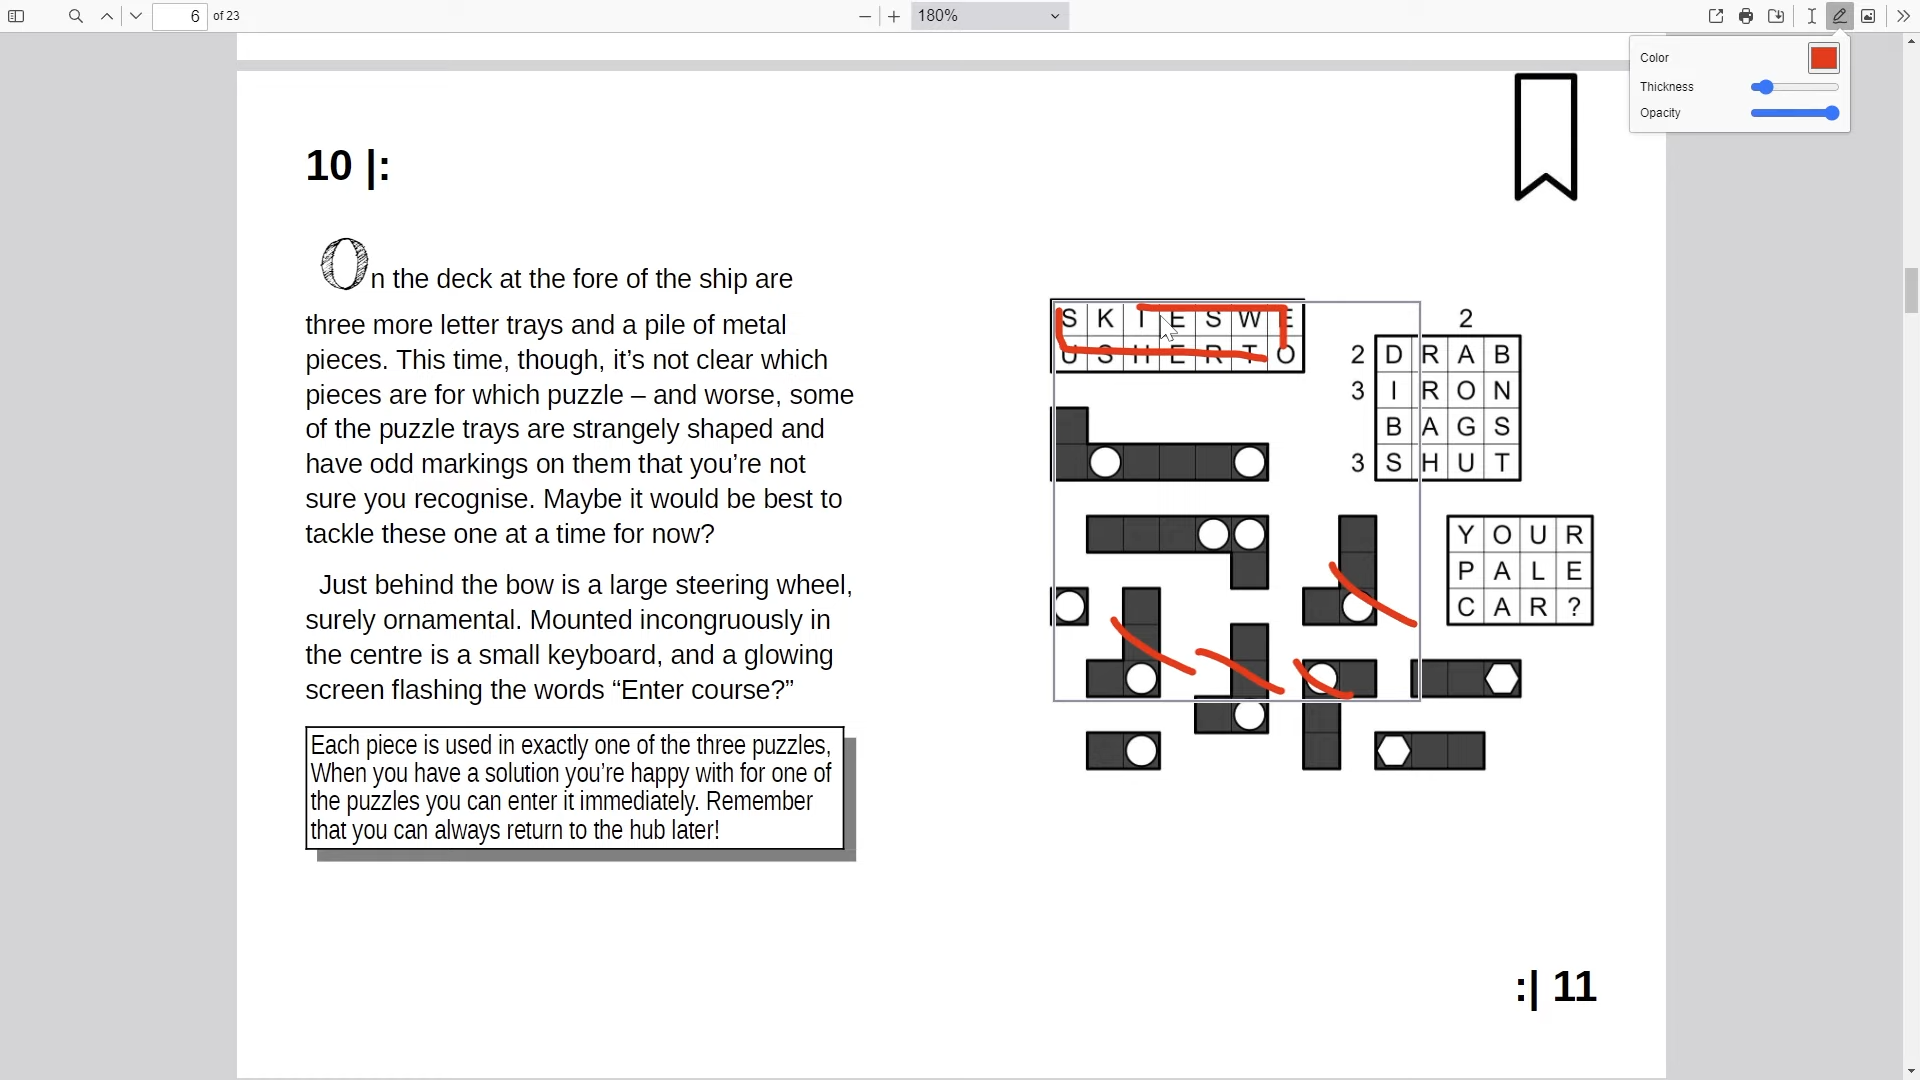 6 of 23
180%
Color
Thickness
Opacity
10 |:
On the deck at the fore of the ship are
three more letter trays and a pile of metal
pieces. This time, though, it’s not clear which
pieces are for which puzzle – and worse, some
of the puzzle trays are strangely shaped and
have odd markings on them that you’re not
sure you recognise. Maybe it would be best to
tackle these one at a time for now?
Just behind the bow is a large steering wheel,
surely ornamental. Mounted incongruously in
the centre is a small keyboard, and a glowing
screen flashing the words “Enter course?”
Each piece is used in exactly one of the three puzzles,
When you have a solution you’re happy with for one of
the puzzles you can enter it immediately. Remember
that you can always return to the hub later!
S K I E S W E
U S H E R T O
2
2 D R A B
3 I R O N
B A G S
3 S H U T
Y O U R
P A L E
C A R ?
:| 11